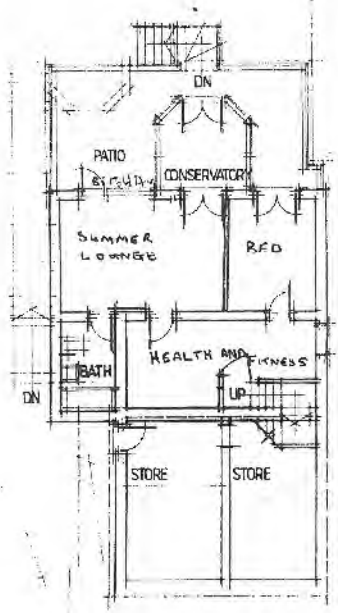 DN
PATIO
CONSERVATORY
SUMMER
LOUNGE
BED
HEALTH AND FITNESS
BATH
UP
DN
STORE
STORE